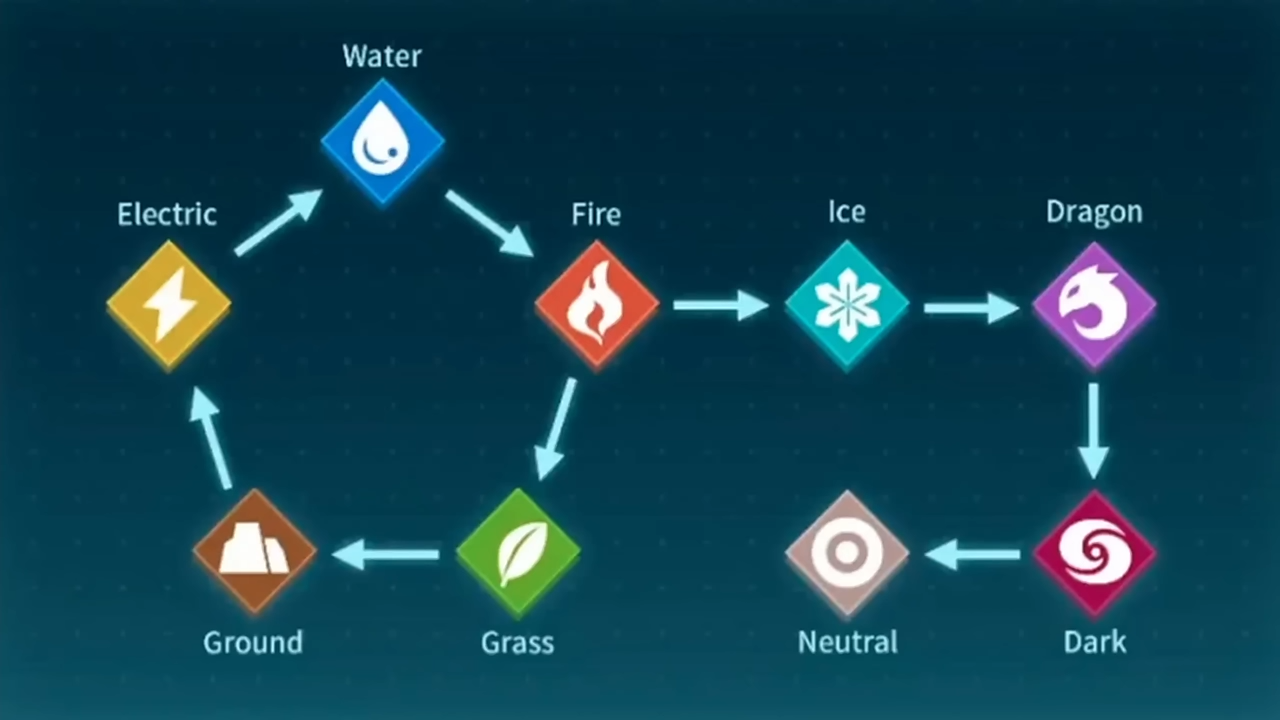 Water
Electric
Fire
Ice
Dragon
Ground
Grass
Neutral
Dark